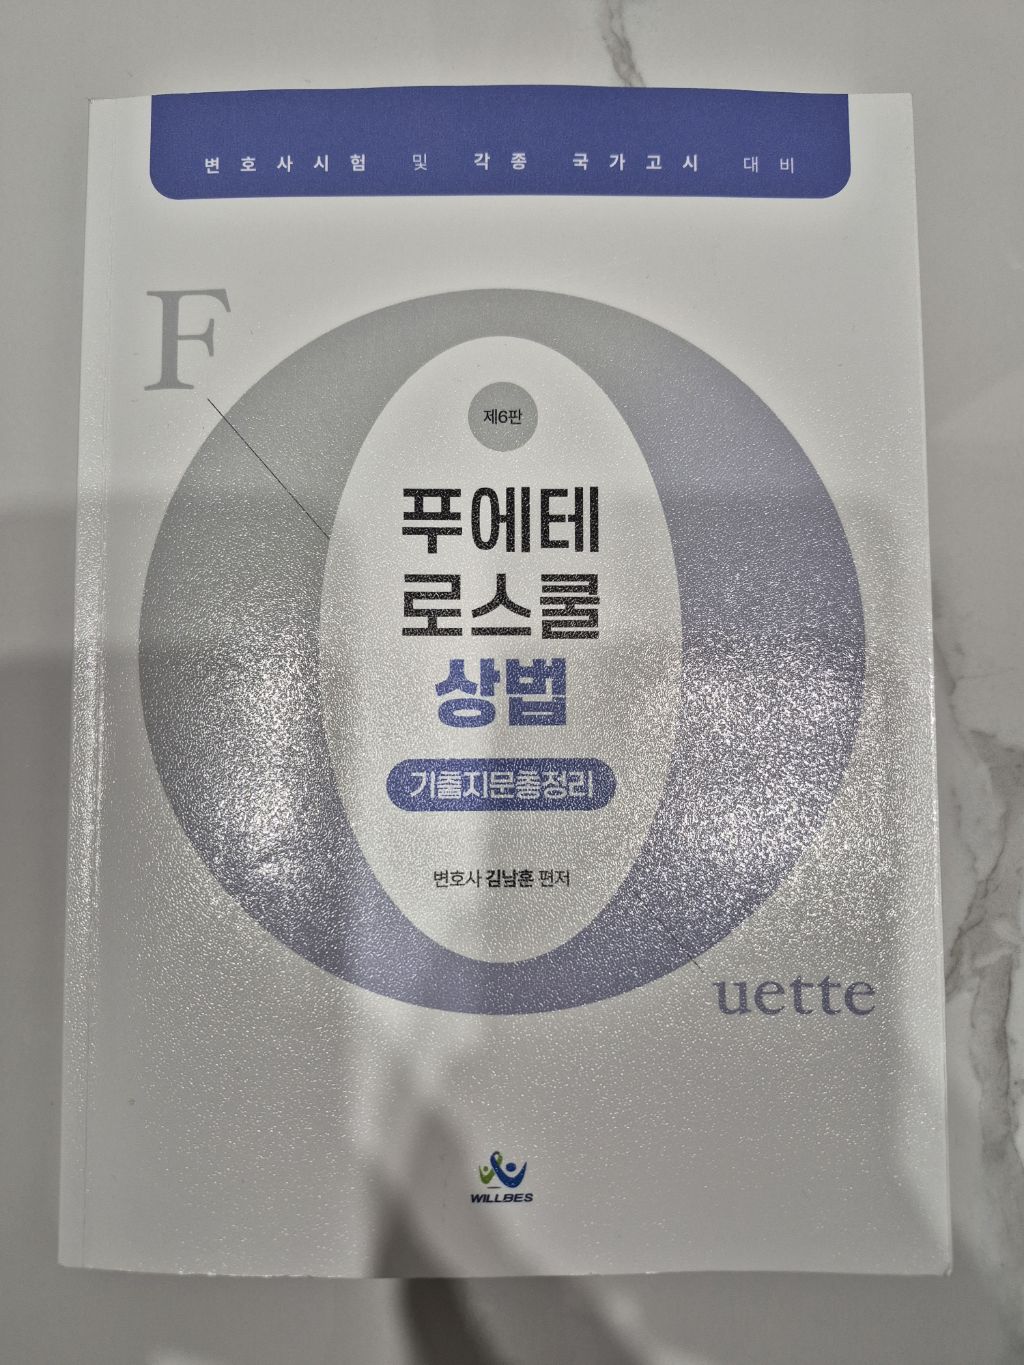 변호사시험 및 각종 국가고시 대비
F
제6판
푸에테
로스쿨
상법
기출지문총정리
변호사 김남훈 편저
uette
WILLBES